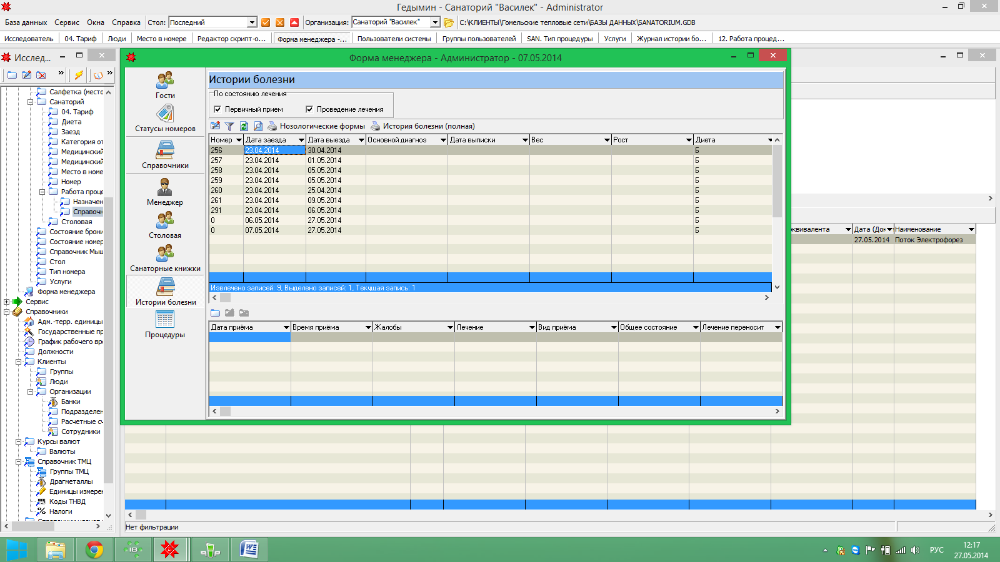 Гедымин - Санаторий "Василек" - Administrator
База данных Сервис Окна Справка Стол: Последний Организация: Санаторий "Василек" C:\КЛИЕНТЫ\Гомельские тепловые сети\БАЗЫ ДАННЫХ\SANATORIUM.GDB
Исследователь 04. Тариф Люди Место в номере Редактор скрипт-о... Форма менеджера -... Пользователи системы Группы пользователей SAN. Тип процедуры Услуги Журнал истории бо... 12. Работа процед...
Исслед...
Салфетка (место
Санаторий
04. Тариф
Диета
Заезд
Категория от
Медицинский
Медицинский
Место в номе
Номер
Работа проце
Назначен
Справочн
Столовая
Состояние брони
Состояние номер
Справочник Мыш
Стол
Тип номера
Услуги
Форма менеджера
Сервис
Справочники
Адм.-терр. единицы
Государственные пр
График рабочего вре
Должности
Клиенты
Группы
Люди
Организации
Банки
Подразделен
Расчетные сч
Сотрудники
Курсы валют
Валюты
Справочник ТМЦ
Группы ТМЦ
Драгметаллы
Единицы измерен
Коды ТНВД
Налоги
Форма менеджера - Администратор - 07.05.2014
Гости
Статусы номеров
Справочники
Менеджер
Столовая
Санаторные книжки
Истории болезни
Процедуры
Истории болезни
По состоянию лечения
Первичный прием Проведение лечения
Нозологические формы История болезни (полная)
Номер Дата заезда Дата выезда Основной диагноз Дата выписки Вес Рост Диета
256 23.04.2014 30.04.2014 Б
257 23.04.2014 01.05.2014 Б
258 23.04.2014 05.05.2014 Б
259 23.04.2014 05.05.2014 Б
260 23.04.2014 25.04.2014 Б
261 23.04.2014 09.05.2014 Б
291 23.04.2014 06.05.2014 Б
0 06.05.2014 27.05.2014 Б
0 07.05.2014 27.05.2014 Б
Извлечено записей: 9, Выделено записей: 1, Текущая запись: 1
Дата приёма Время приёма Жалобы Лечение Вид приёма Общее состояние Лечение переносит
эквивалента Дата (До Наименование
27.05.2014 Поток Электрофорез
Нет фильтрации
РУС
12:17
27.05.2014